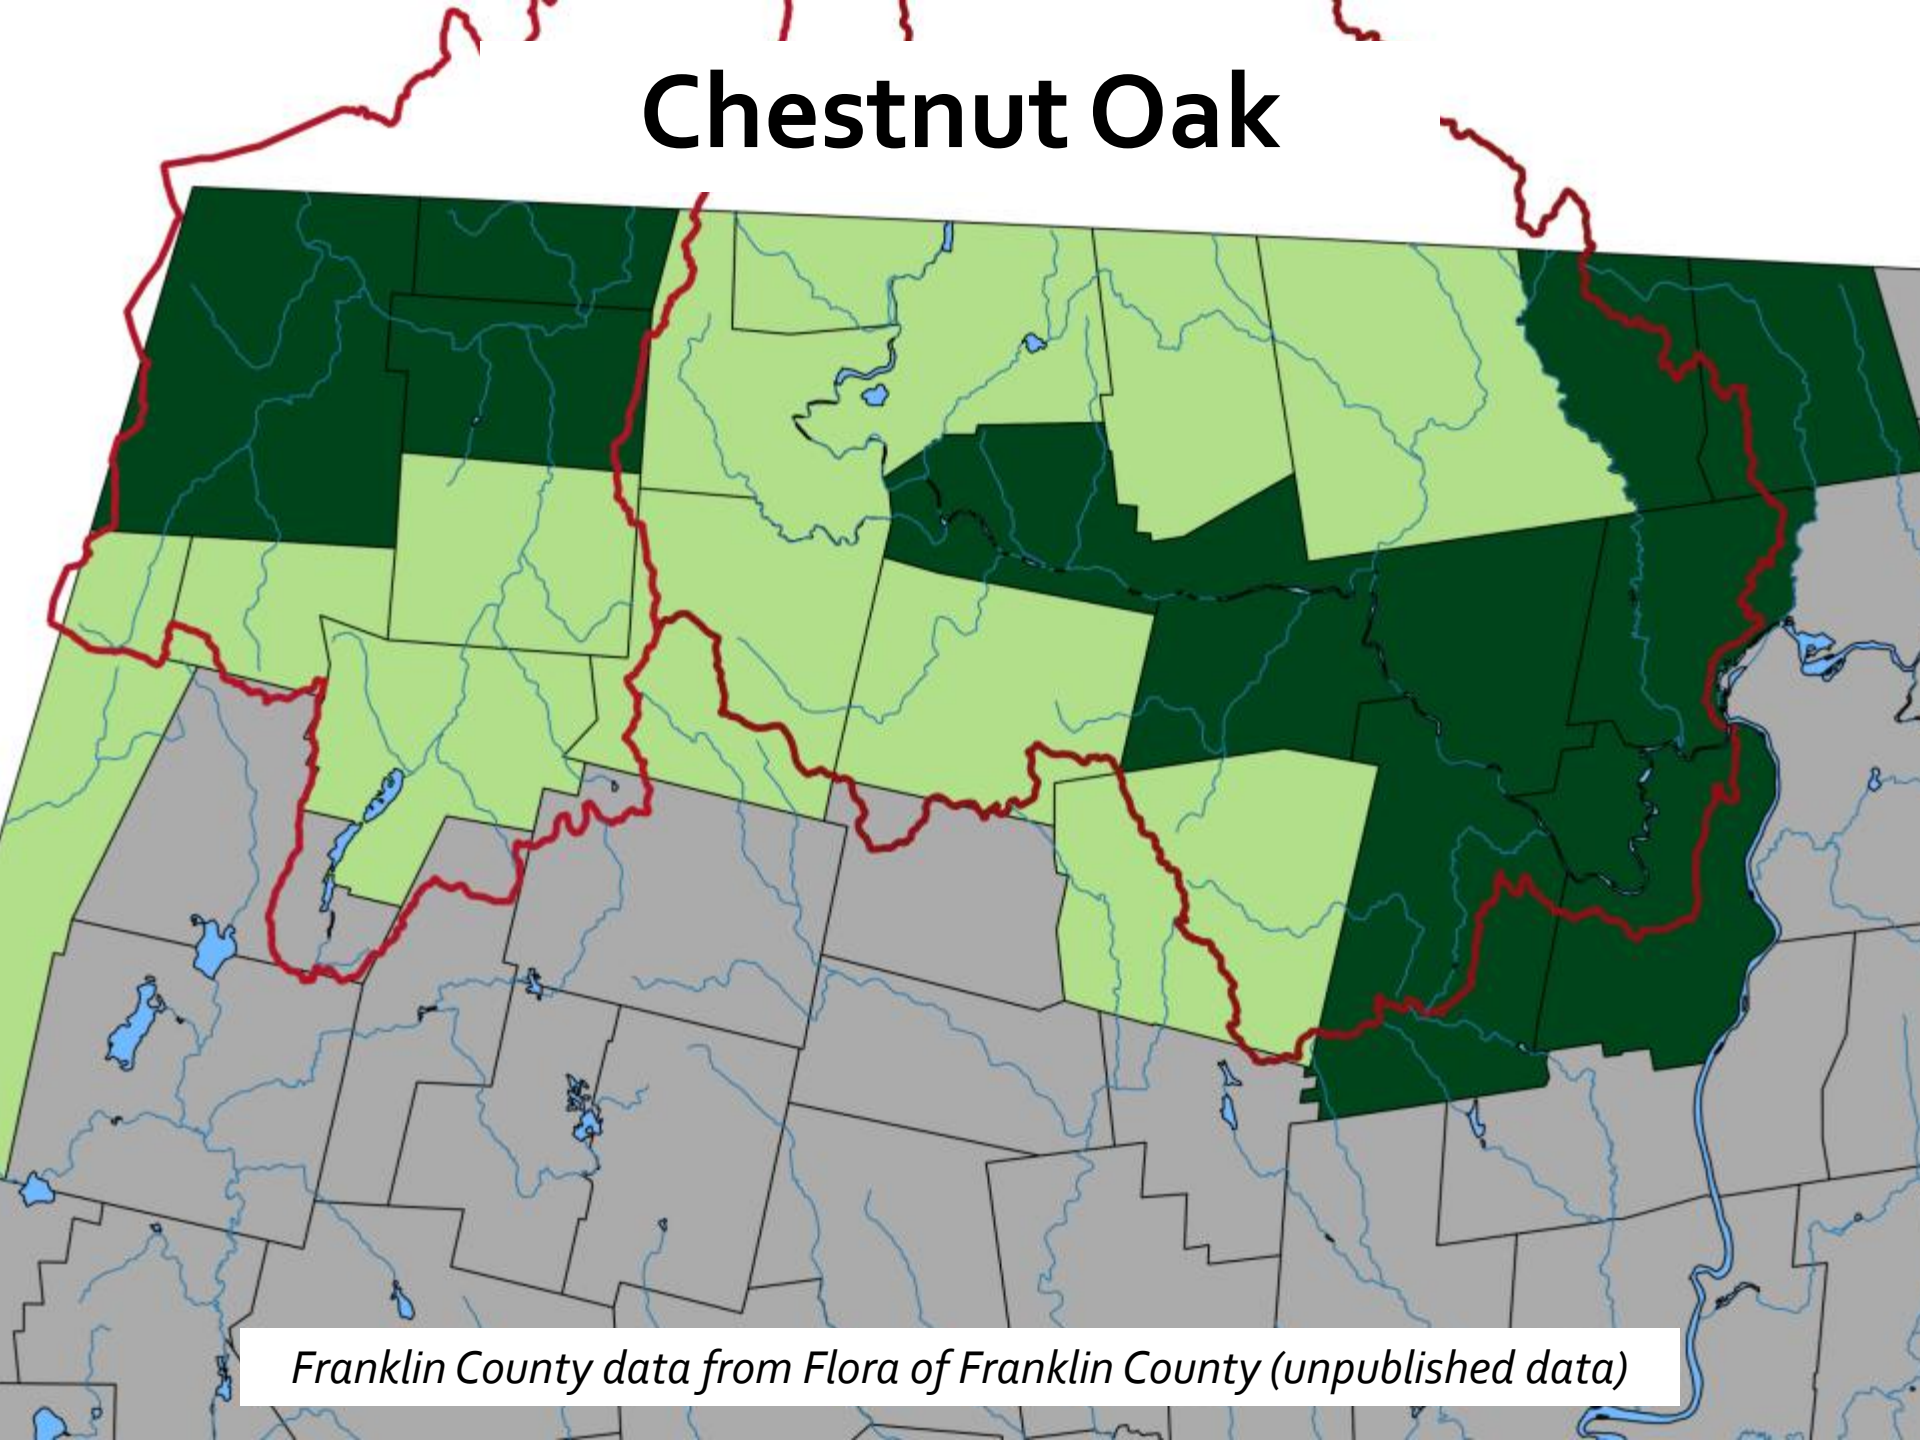 Chestnut Oak
Franklin County data from Flora of Franklin County (unpublished data)